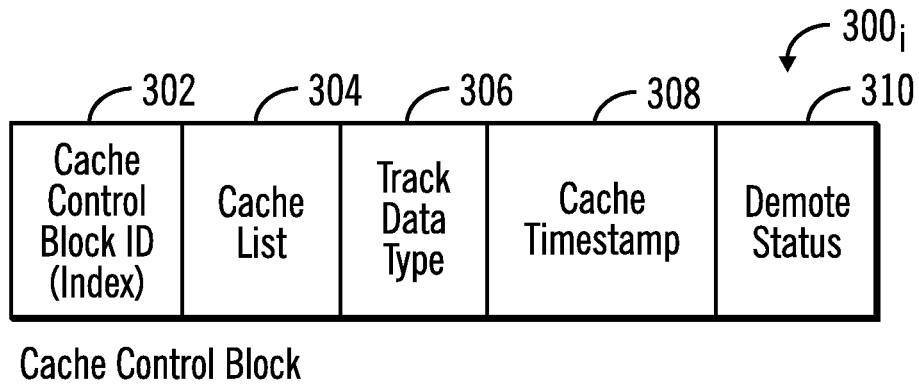 300i
302 304 306 308 310
Cache
Control
Block ID
(Index)
Cache
List
Track
Data
Type
Cache
Timestamp
Demote
Status
Cache Control Block